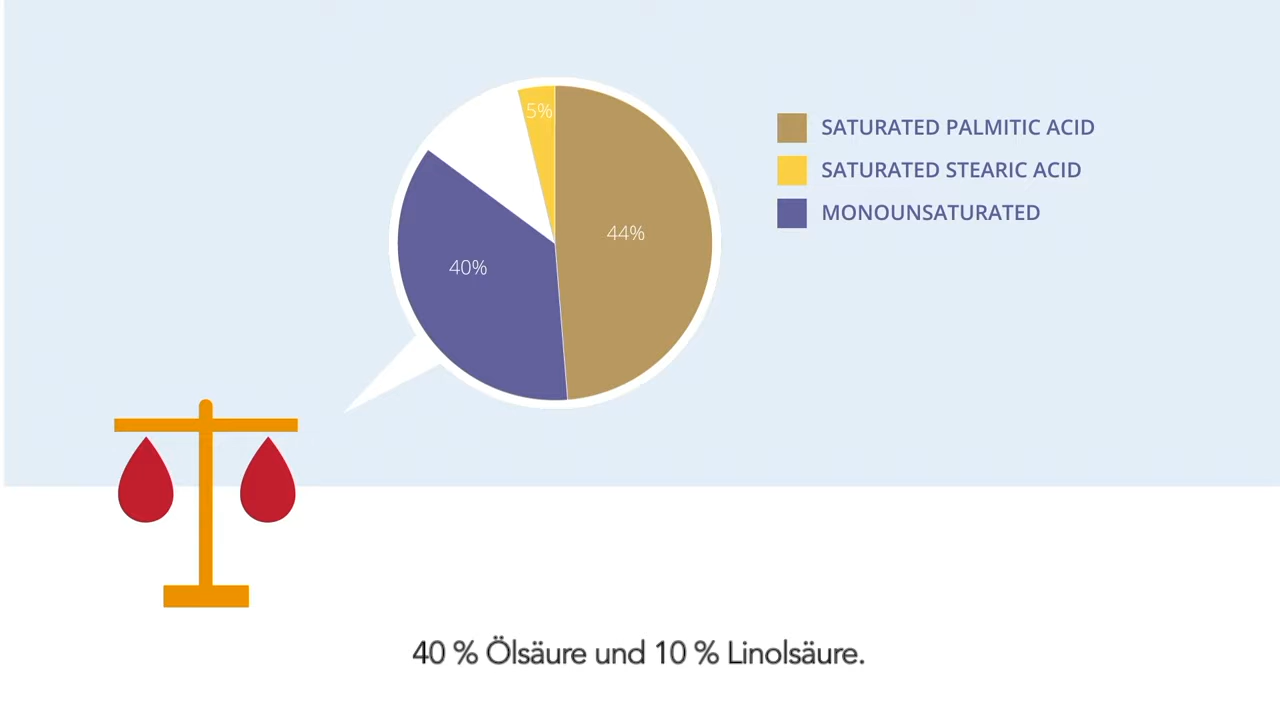 5%
44%
40%
SATURATED PALMITIC ACID
SATURATED STEARIC ACID
MONOUNSATURATED
40 % Ölsäure und 10 % Linolsäure.